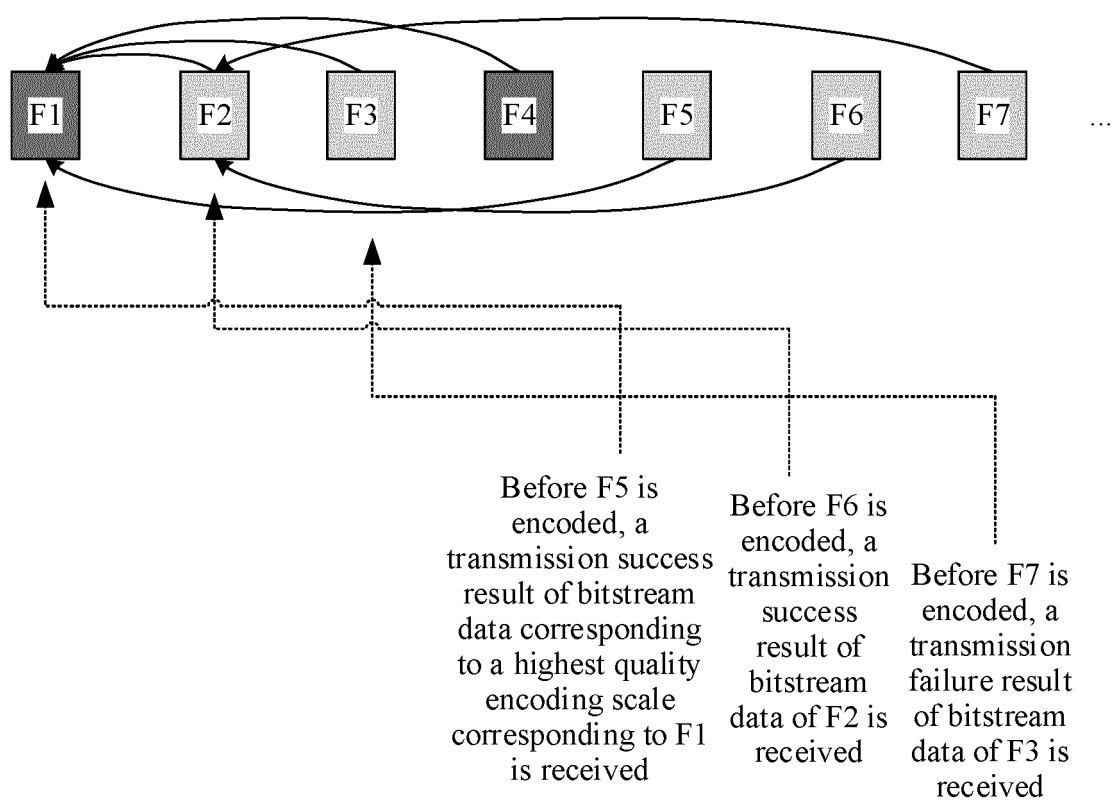 F1 F2 F3 F4 F5 F6 F7 ...
Before F5 is
encoded, a
transmission success
result of bitstream
data corresponding
to a highest quality
encoding scale
corresponding to F1
is received
Before F6 is
encoded, a
transmission
success
result of
bitstream
data of F2 is
received
Before F7 is
encoded, a
transmission
failure result
of bitstream
data of F3 is
received